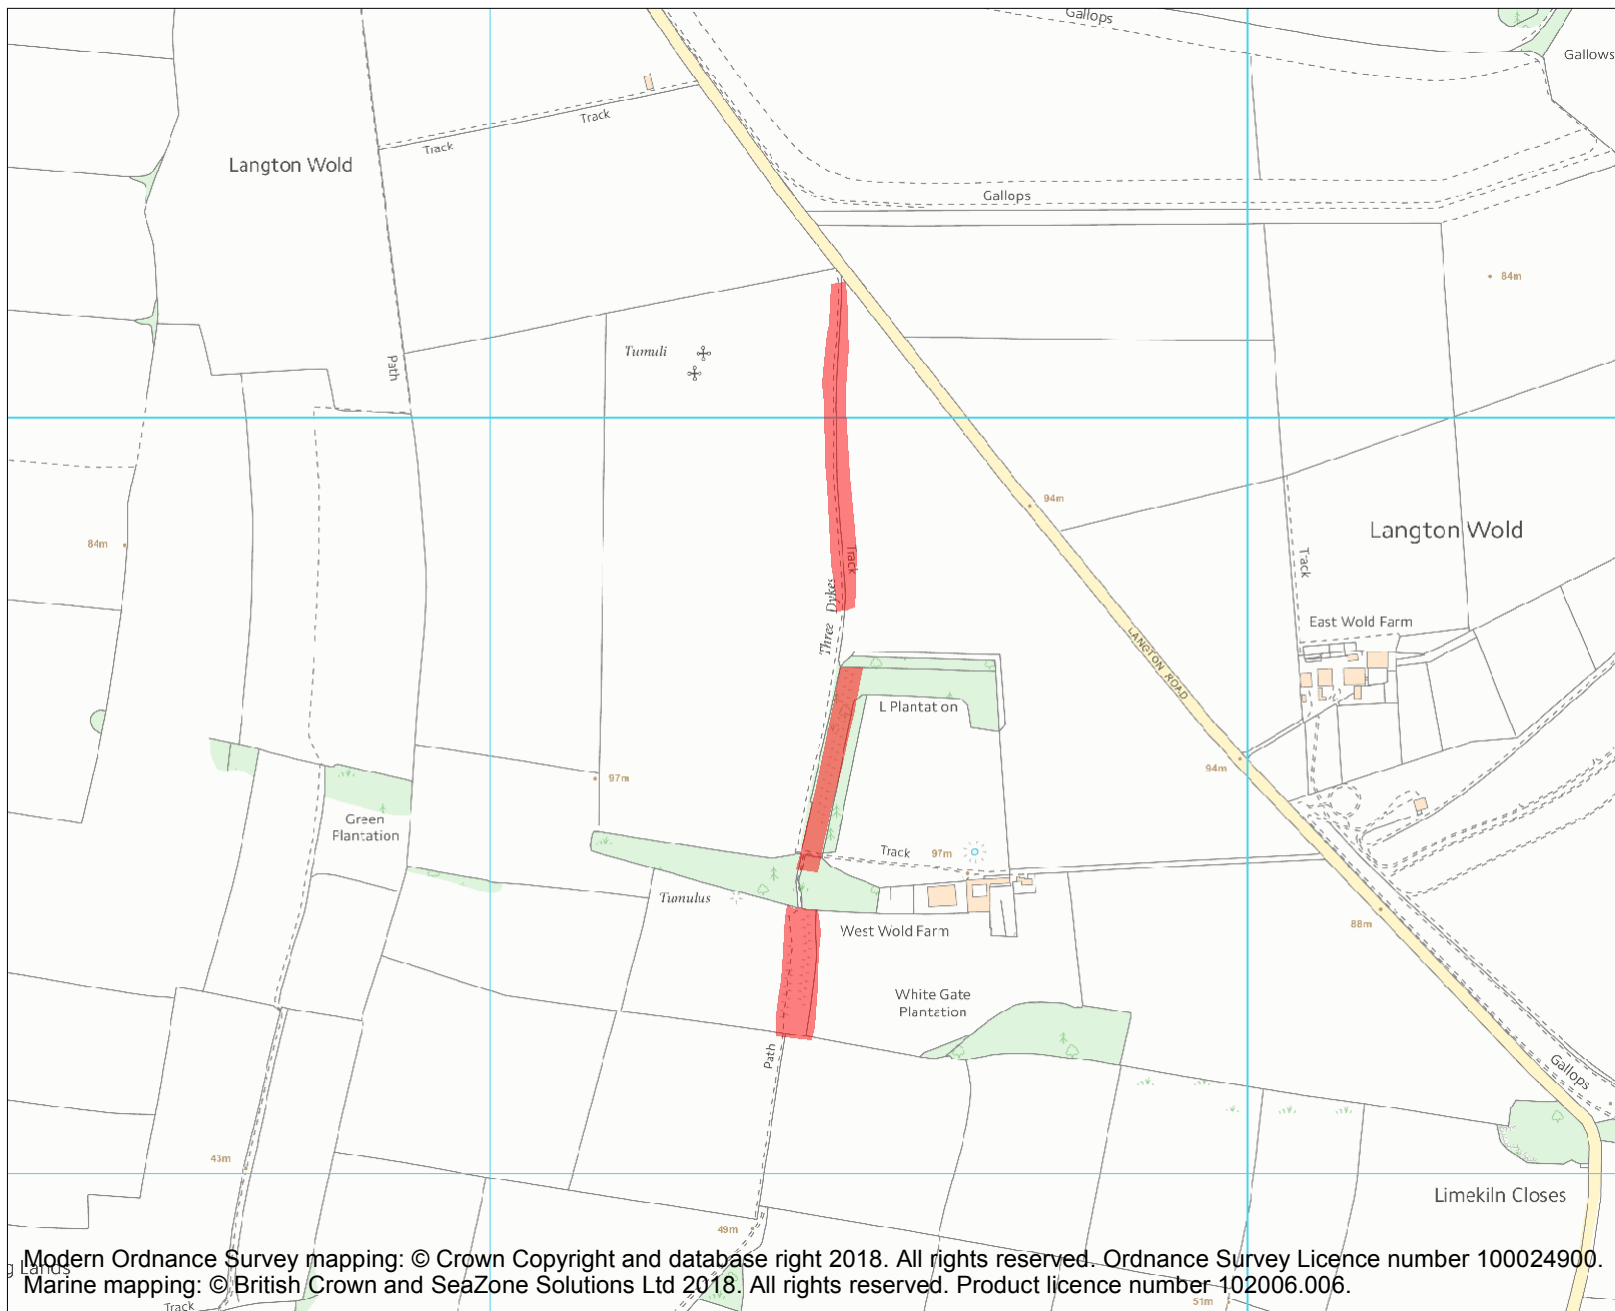 Gallops
Gallows
Track
Track
Langton Wold
Gallops
84m
Tumuli
Path
94m
Langton Wold
84m
Track
Track
Three Dykes
East Wold Farm
LANGTON ROAD
L Plantat on
94m
97m
Green
Plantation
Track
97m
Tumulus
88m
West Wold Farm
White Gate
Plantation
Path
Gallops
43m
Limekiln Closes
49m
Modern Ordnance Survey mapping: © Crown Copyright and database right 2018. All rights reserved. Ordnance Survey Licence number 100024900.
g Lands
Marine mapping: © British Crown and SeaZone Solutions Ltd 2018. All rights reserved. Product licence number 102006.006.
Track
51m